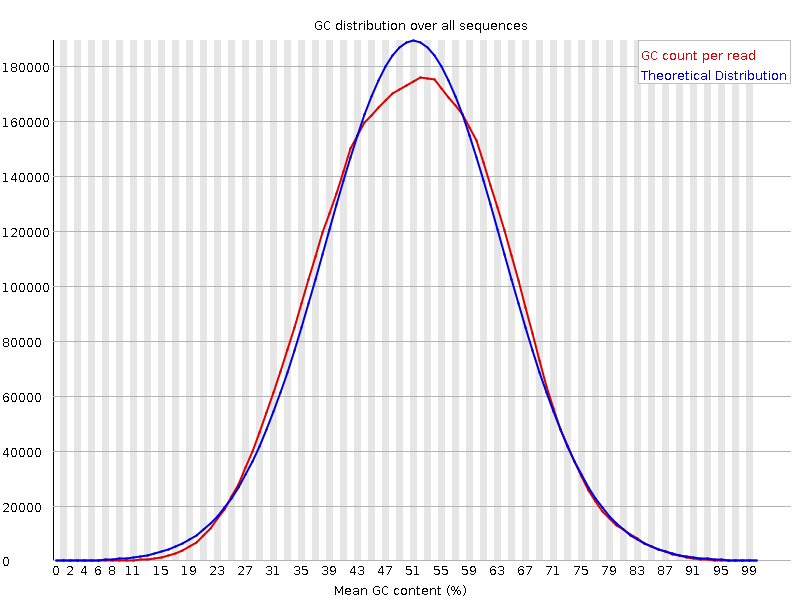 GC distribution over all sequences
GC count per read
Theoretical Distribution
180000
160000
140000
120000
100000
80000
60000
40000
20000
0
0 2 4 6 8 11 15 19 23 27 31 35 39 43 47 51 55 59 63 67 71 75 79 83 87 91 95 99
Mean GC content (%)